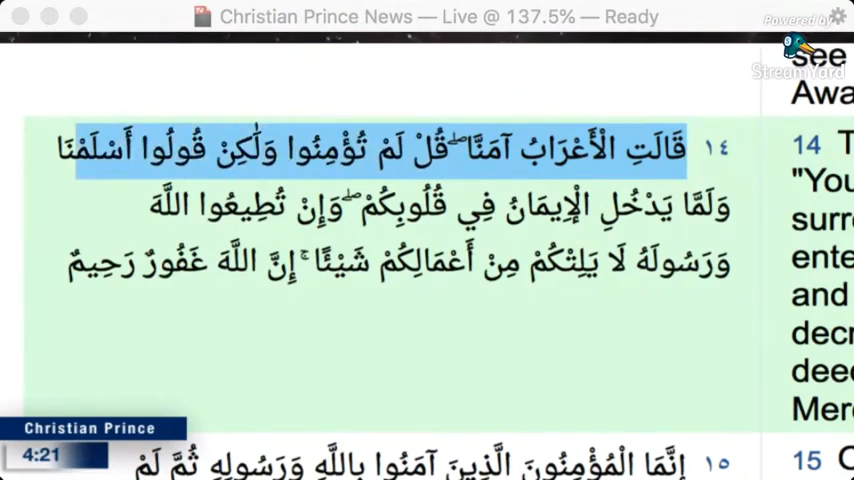 Christian Prince News — Live @ 137.5% — Ready
Powered by
StreamYard
see
Awa
١٤ قَالَتِ الْأَعْرَابُ آمَنَّا ۖ قُلْ لَمْ تُؤْمِنُوا وَلَٰكِنْ قُولُوا أَسْلَمْنَا
وَلَمَّا يَدْخُلِ الْإِيمَانُ فِي قُلُوبِكُمْ ۖ وَإِنْ تُطِيعُوا اللَّهَ
وَرَسُولَهُ لَا يَلِتْكُمْ مِنْ أَعْمَالِكُمْ شَيْئًا ۚ إِنَّ اللَّهَ غَفُورٌ رَحِيمٌ
14 T
"You
surr
ente
and
decr
deed
Merc
Christian Prince
4:21
١٥ إِنَّمَا الْمُؤْمِنُونَ الَّذِينَ آمَنُوا بِاللَّهِ وَرَسُولِهِ ثُمَّ لَمْ
15